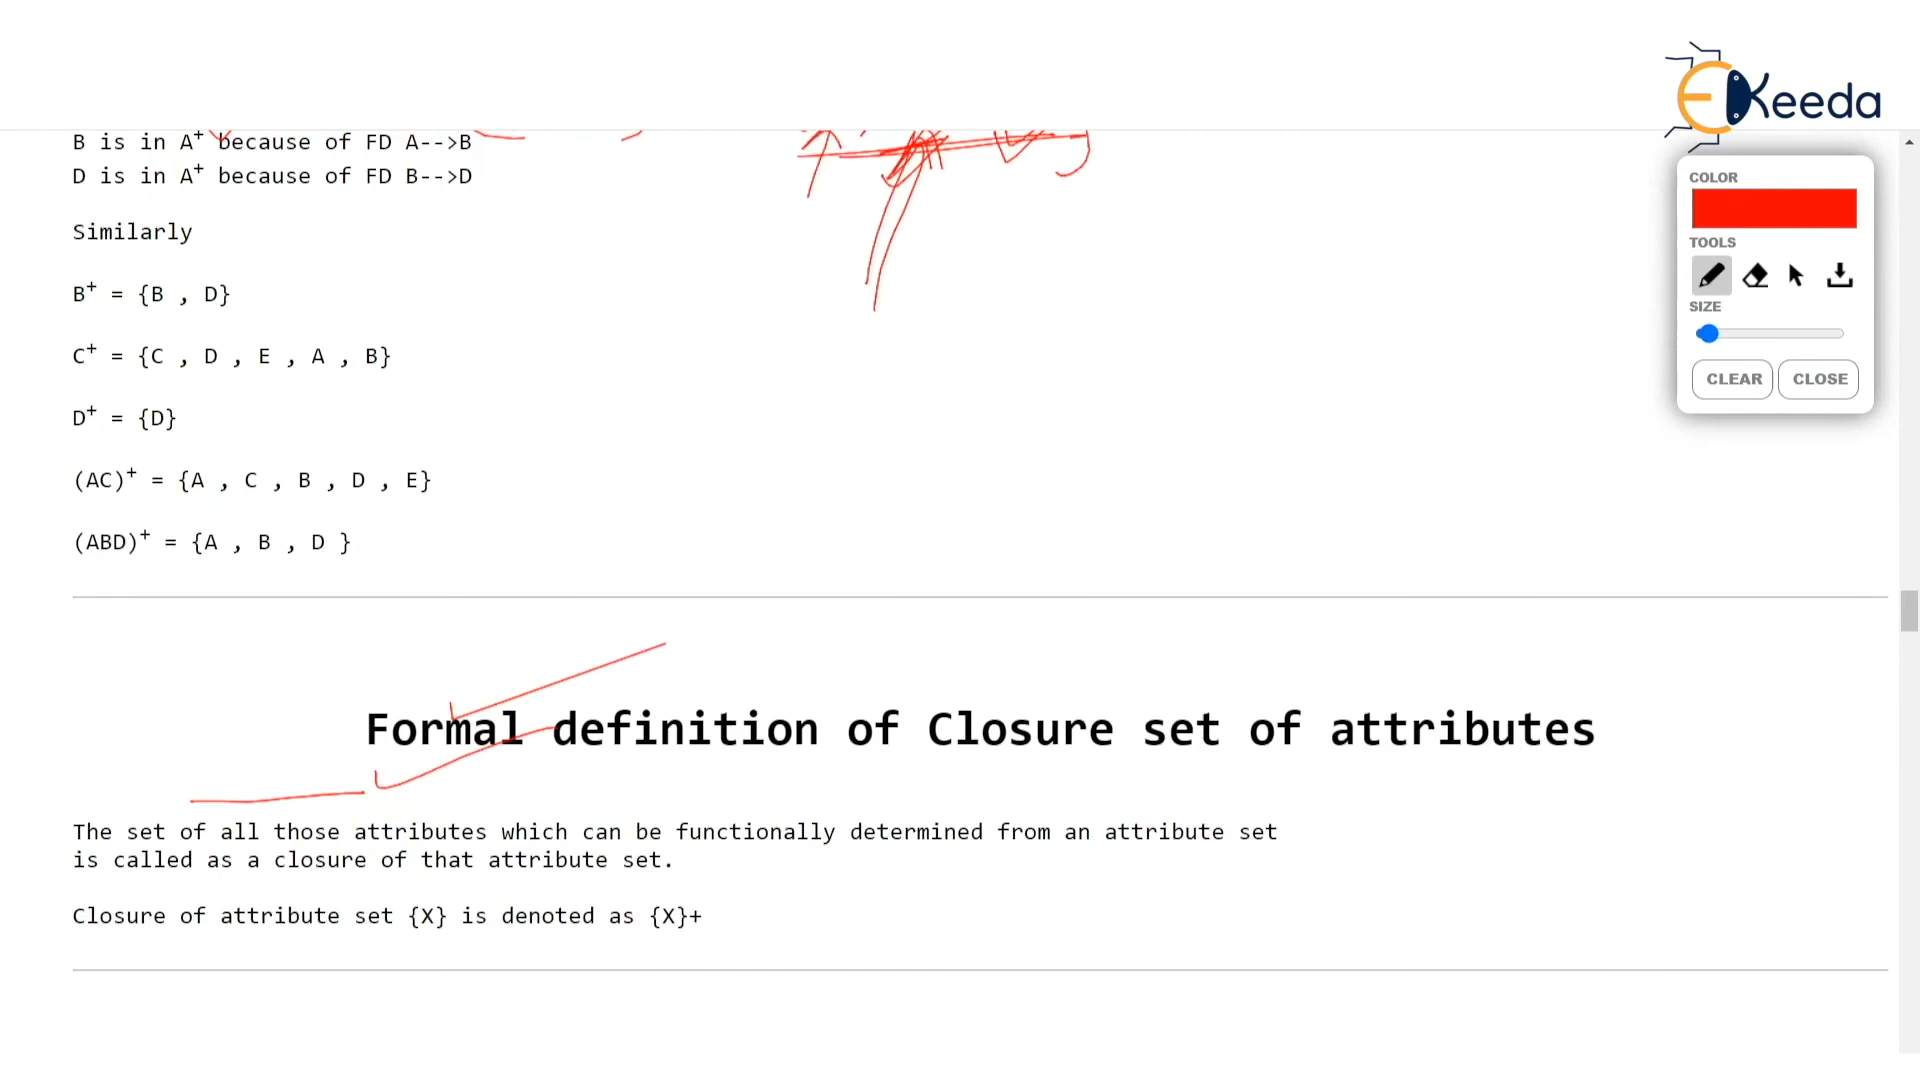 EKeeda
B is in A⁺ because of FD A-->B
D is in A⁺ because of FD B-->D
Similarly
B⁺ = {B , D}
C⁺ = {C , D , E , A , B}
D⁺ = {D}
(AC)⁺ = {A , C , B , D , E}
(ABD)⁺ = {A , B , D }
Formal definition of Closure set of attributes
The set of all those attributes which can be functionally determined from an attribute set
is called as a closure of that attribute set.
Closure of attribute set {X} is denoted as {X}+
COLOR
TOOLS
SIZE
CLEAR CLOSE